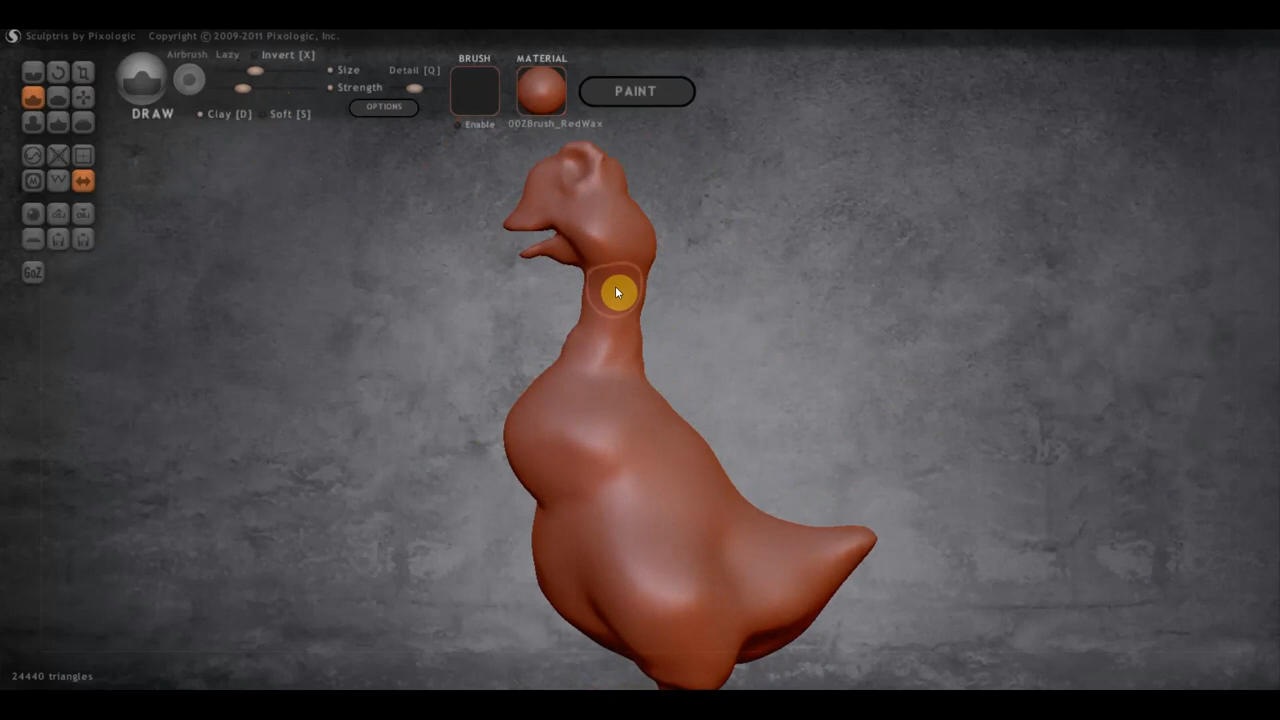 Sculptris by Pixologic Copyright © 2009-2011 Pixologic, Inc.
Airbrush Lazy Invert [X]
Size Detail [Q]
Strength
OPTIONS
DRAW Clay [D] Soft [S]
BRUSH MATERIAL
Enable 00ZBrush_RedWax
PAINT
GoZ
24440 triangles